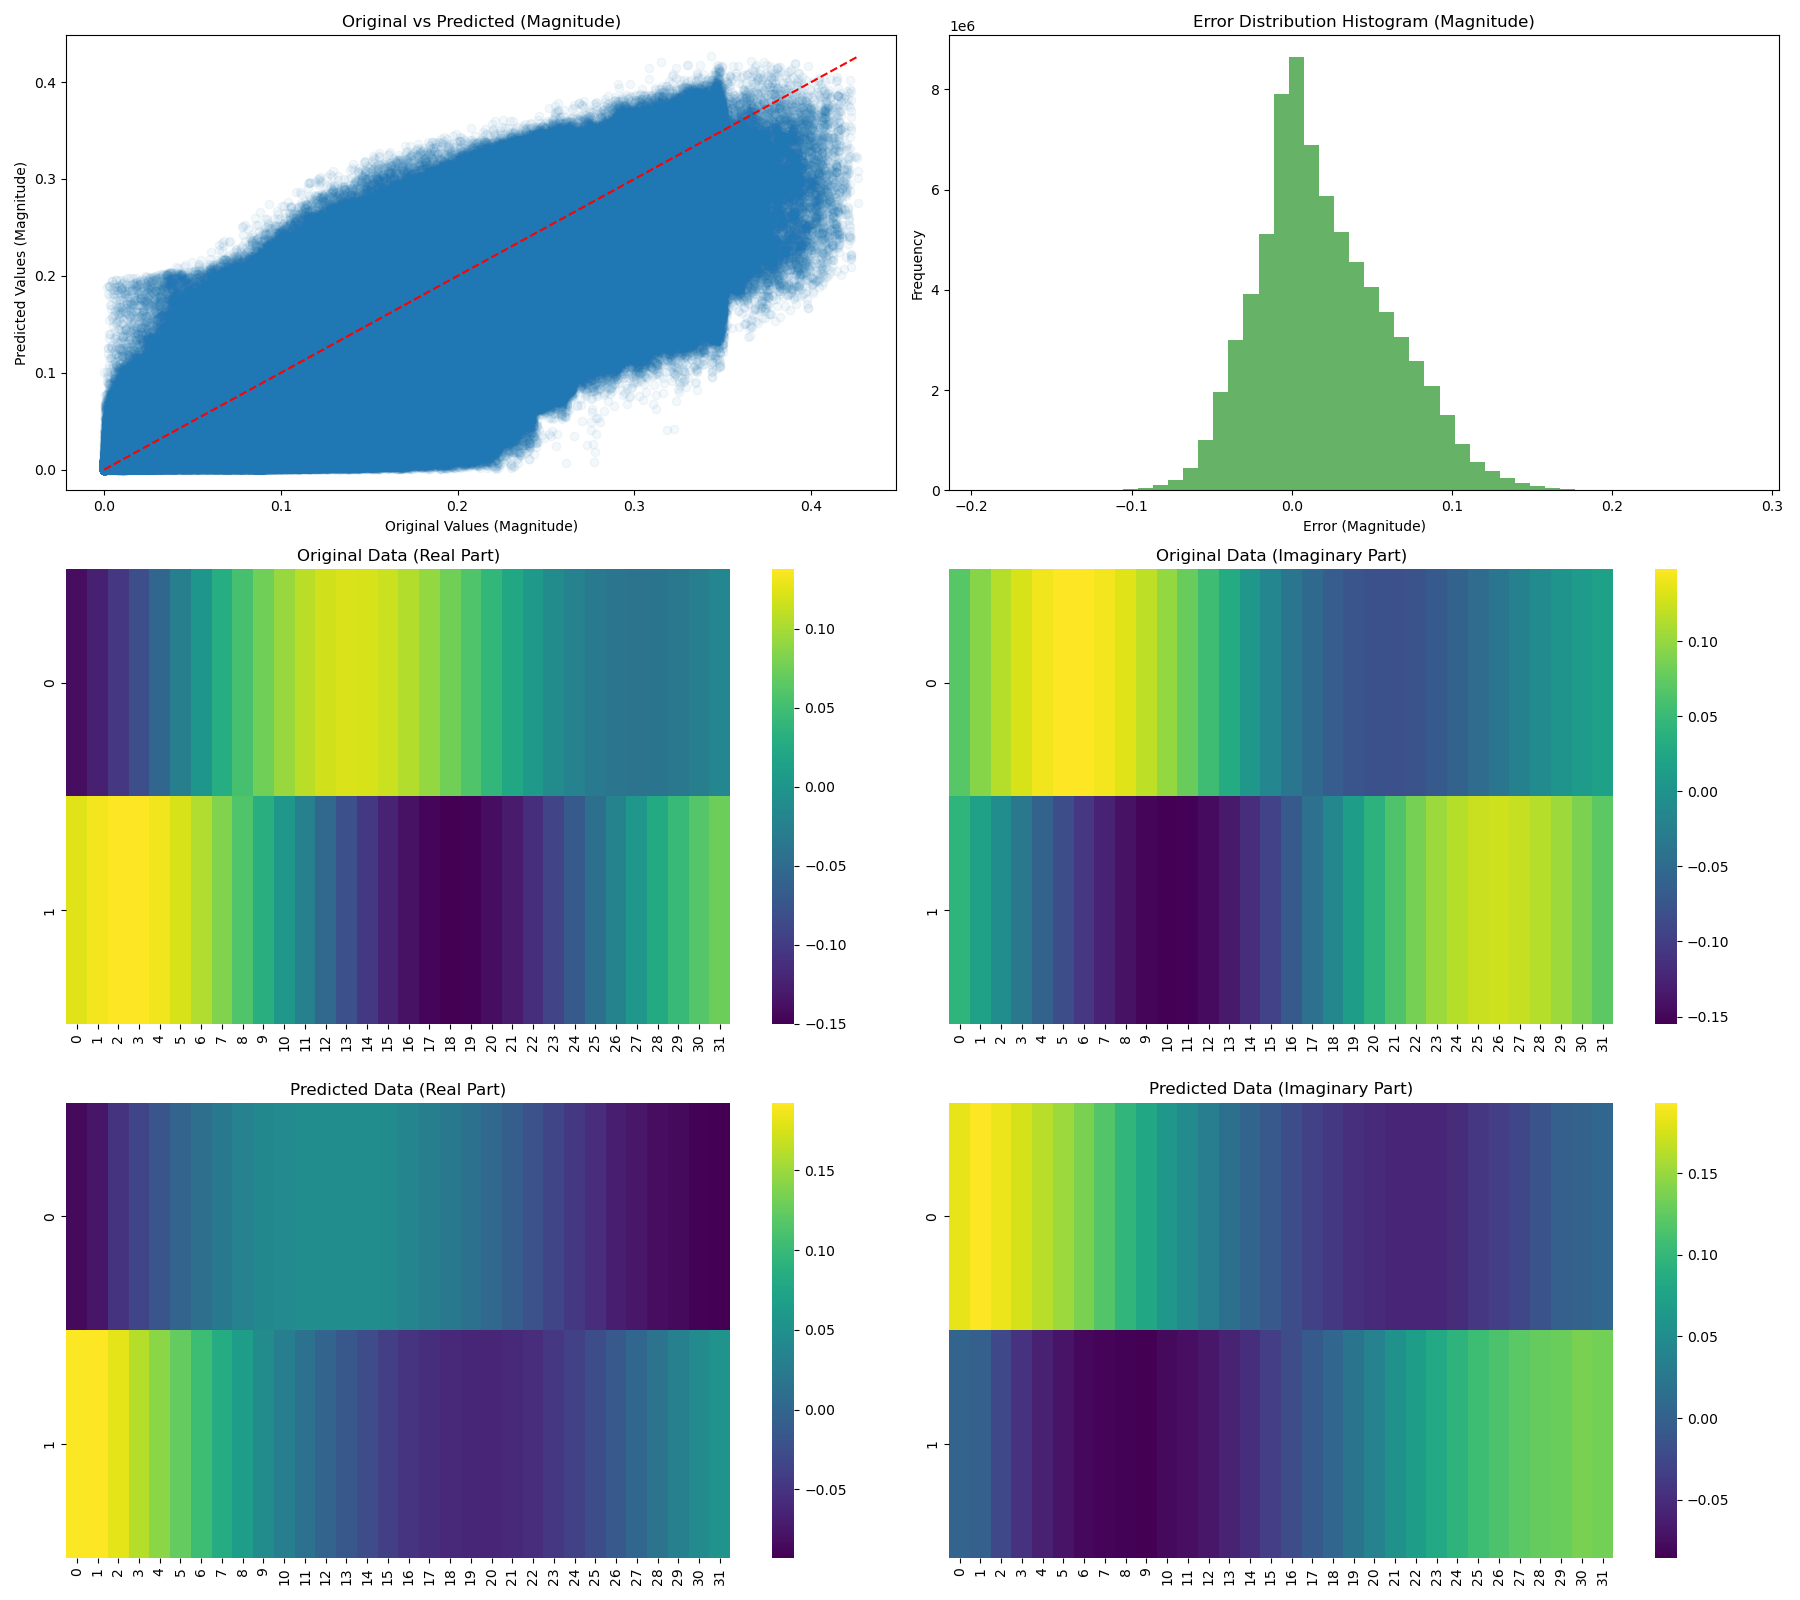 Original vs Predicted (Magnitude)
0.4
0.3
0.2
0.1
0.0
Predicted Values (Magnitude)
0.0 0.1 0.2 0.3 0.4
Original Values (Magnitude)
Error Distribution Histogram (Magnitude)
1e6
8
6
4
2
0
Frequency
−0.2 −0.1 0.0 0.1 0.2 0.3
Error (Magnitude)
Original Data (Real Part)
0
1
0 1 2 3 4 5 6 7 8 9 10 11 12 13 14 15 16 17 18 19 20 21 22 23 24 25 26 27 28 29 30 31
0.10
0.05
0.00
−0.05
−0.10
−0.15
Original Data (Imaginary Part)
0
1
0 1 2 3 4 5 6 7 8 9 10 11 12 13 14 15 16 17 18 19 20 21 22 23 24 25 26 27 28 29 30 31
0.10
0.05
0.00
−0.05
−0.10
−0.15
Predicted Data (Real Part)
0
1
0 1 2 3 4 5 6 7 8 9 10 11 12 13 14 15 16 17 18 19 20 21 22 23 24 25 26 27 28 29 30 31
0.15
0.10
0.05
0.00
−0.05
Predicted Data (Imaginary Part)
0
1
0 1 2 3 4 5 6 7 8 9 10 11 12 13 14 15 16 17 18 19 20 21 22 23 24 25 26 27 28 29 30 31
0.15
0.10
0.05
0.00
−0.05